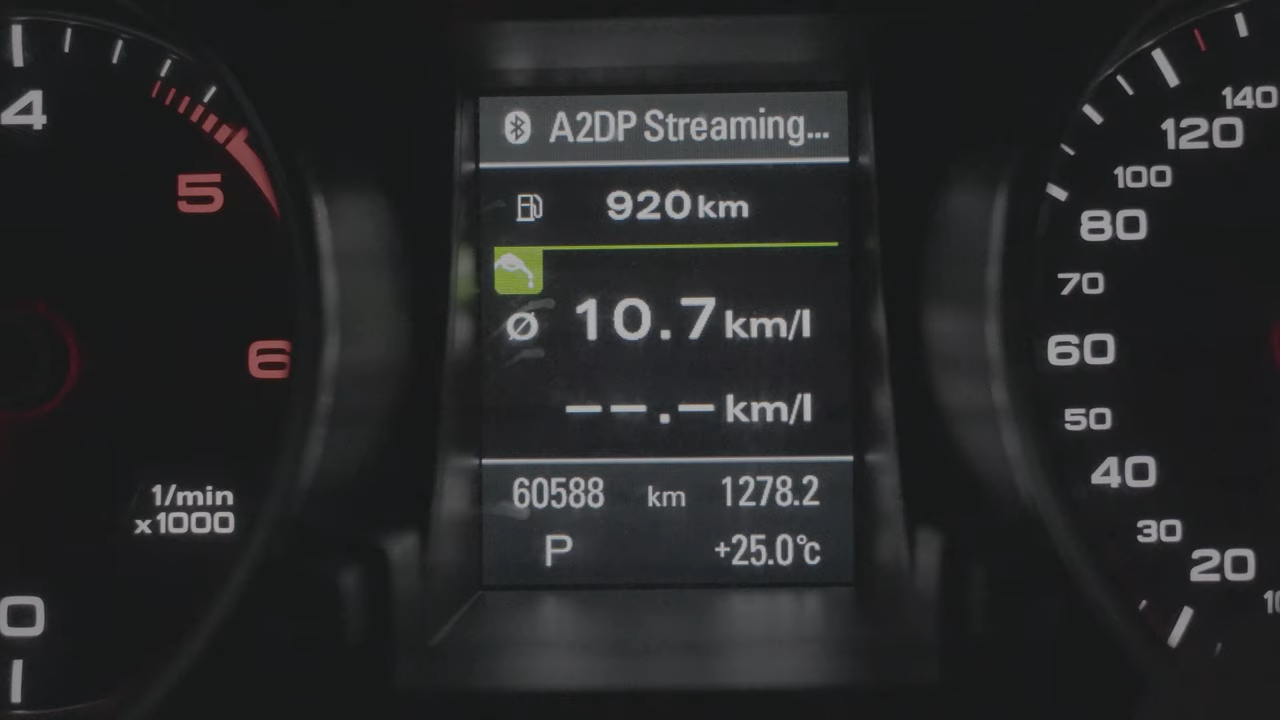 A2DP Streaming...
920 km
Ø 10.7 km/l
--.- km/l
60588 km 1278.2
P +25.0°c
4
5
6
1/min
x1000
0
140
120
100
80
70
60
50
40
30
20